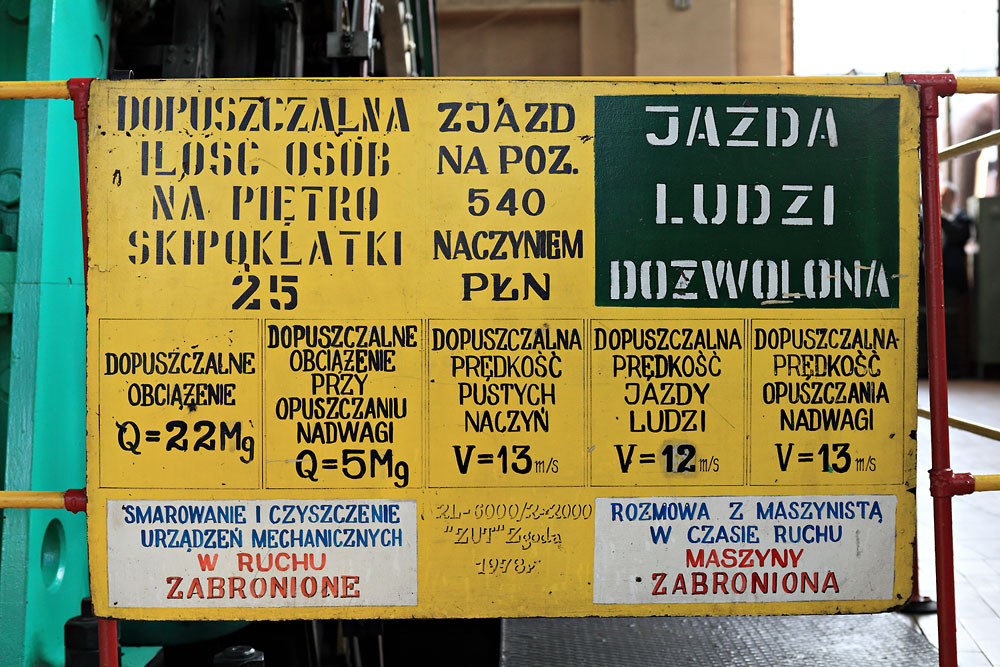 DOPUSZCZALNA
ILOŚĆ OSÓB
NA PIĘTRO
SKIPOKLATKI
25
ZJAZD
NA POZ.
540
NACZYNIEM
PŁN
JAZDA
LUDZI
DOZWOLONA
DOPUSZCZALNE
OBCIĄŻENIE
Q=22Mg
DOPUSZCZALNE
OBCIĄŻENIE
PRZY
OPUSZCZANIU
NADWAGI
Q=5Mg
DOPUSZCZALNA
PRĘDKOŚĆ
PUSTYCH
NACZYŃ
V=13 m/s
DOPUSZCZALNA
PRĘDKOŚĆ
JAZDY
LUDZI
V=12 m/s
DOPUSZCZALNA
PRĘDKOŚĆ
OPUSZCZANIA
NADWAGI
V=13 m/s
SMAROWANIE I CZYSZCZENIE
URZĄDZEŃ MECHANICZNYCH
W RUCHU
ZABRONIONE
"ZUT" Zgoda
1978r
ROZMOWA Z MASZYNISTĄ
W CZASIE RUCHU
MASZYNY
ZABRONIONA